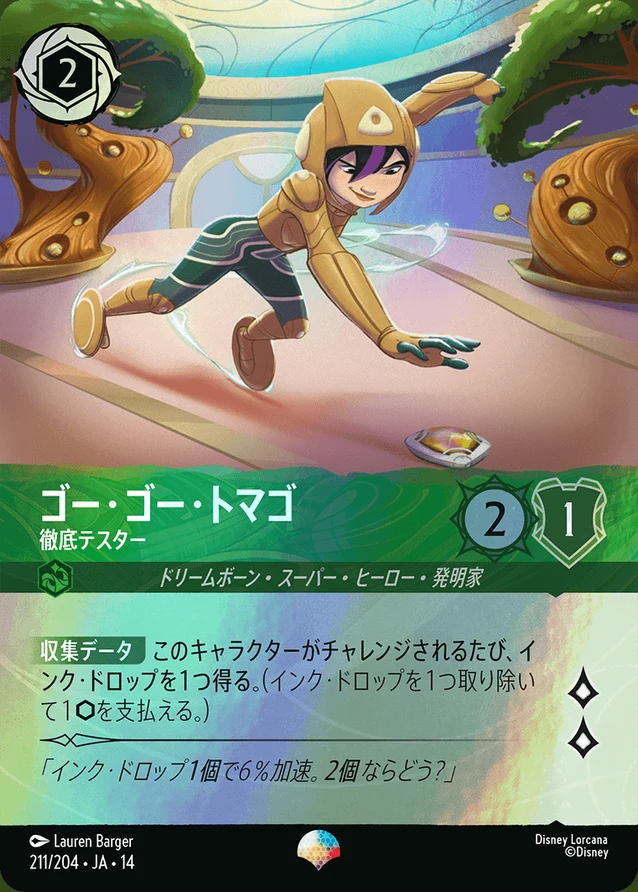 2
ゴー・ゴー・トマゴ
徹底テスター
2
1
ドリームボーン・スーパー・ヒーロー・発明家
収集データ このキャラクターがチャレンジされるたび、イ
ンク・ドロップを1つ得る。(インク・ドロップを1つ取り除い
て1⬡を支払える。)
「インク・ドロップ1個で6％加速。2個ならどう?」
Lauren Barger
211/204・JA・14
Disney Lorcana
©Disney